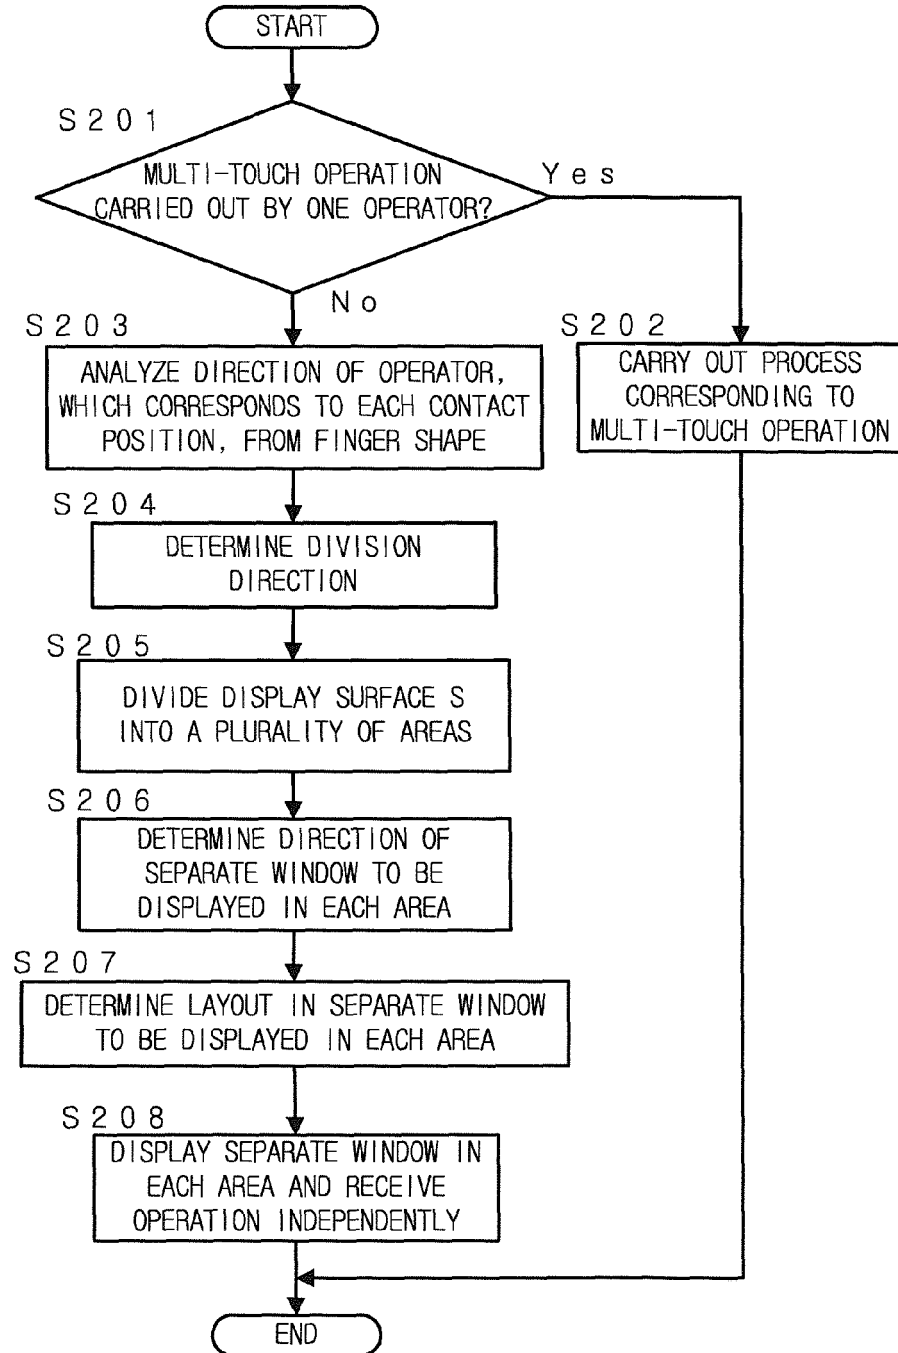 START
S201
MULTI-TOUCH OPERATION
CARRIED OUT BY ONE OPERATOR?
Yes
No
S203
ANALYZE DIRECTION OF OPERATOR,
WHICH CORRESPONDS TO EACH CONTACT
POSITION, FROM FINGER SHAPE
S202
CARRY OUT PROCESS
CORRESPONDING TO
MULTI-TOUCH OPERATION
S204
DETERMINE DIVISION
DIRECTION
S205
DIVIDE DISPLAY SURFACE S
INTO A PLURALITY OF AREAS
S206
DETERMINE DIRECTION OF
SEPARATE WINDOW TO BE
DISPLAYED IN EACH AREA
S207
DETERMINE LAYOUT IN SEPARATE WINDOW
TO BE DISPLAYED IN EACH AREA
S208
DISPLAY SEPARATE WINDOW IN
EACH AREA AND RECEIVE
OPERATION INDEPENDENTLY
END